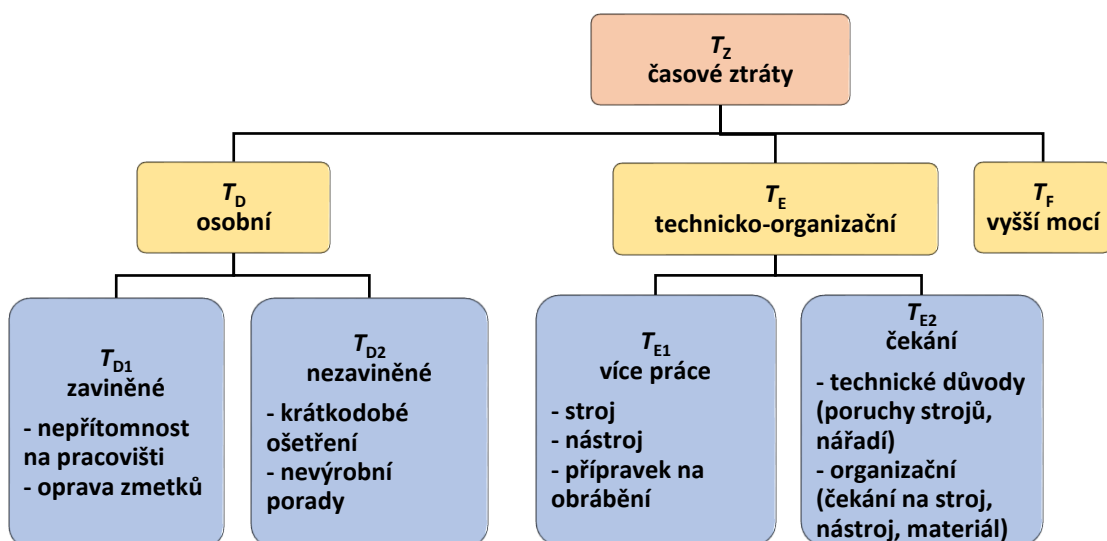 T_Z
časové ztráty
T_D
osobní
T_E
technicko-organizační
T_F
vyšší mocí
T_D1
zaviněné
- nepřítomnost
na pracovišti
- oprava zmetků
T_D2
nezaviněné
- krátkodobé
ošetření
- nevýrobní
porady
T_E1
více práce
- stroj
- nástroj
- přípravek na
obrábění
T_E2
čekání
- technické důvody
(poruchy strojů,
nářadí)
- organizační
(čekání na stroj,
nástroj, materiál)